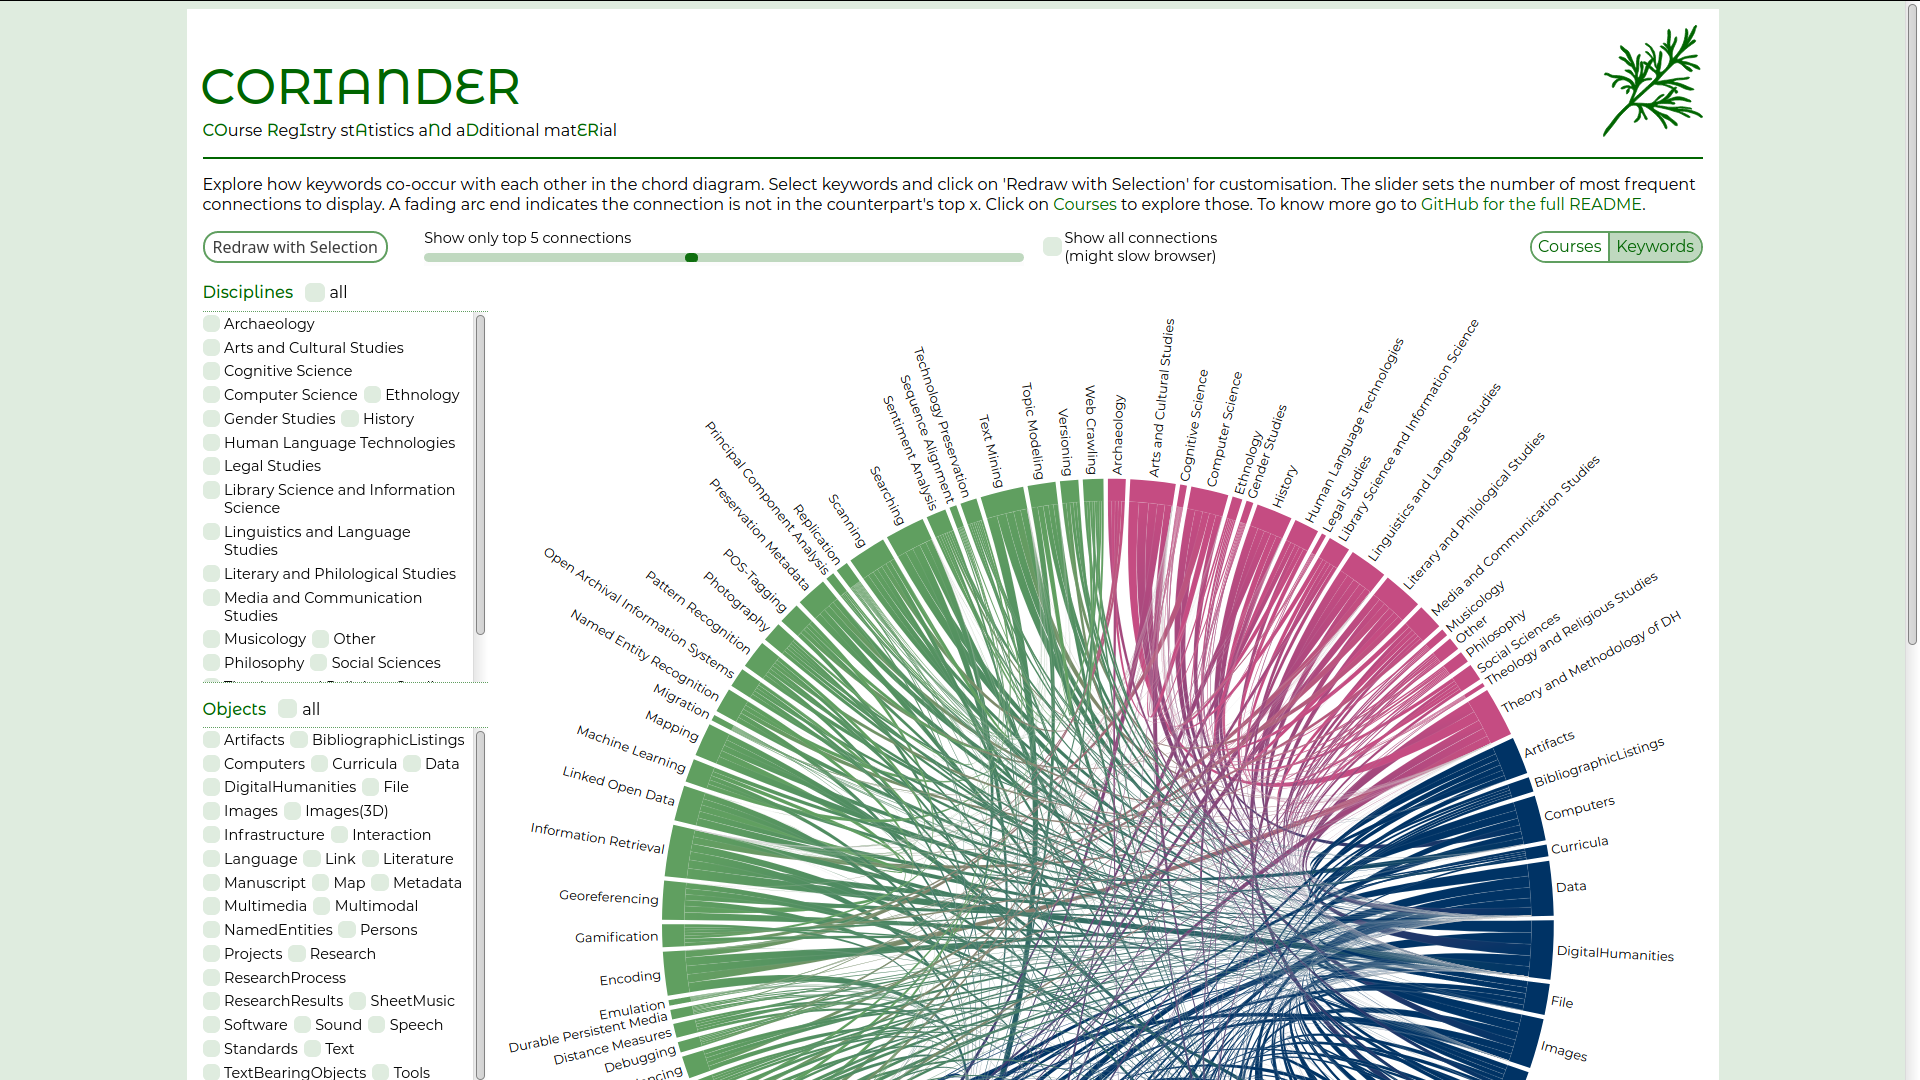 CORIANDER
COurse RegIstry stAtistics aNd aDditional matERial
Explore how keywords co-occur with each other in the chord diagram. Select keywords and click on 'Redraw with Selection' for customisation. The slider sets the number of most frequent
connections to display. A fading arc end indicates the connection is not in the counterpart's top x. Click on Courses to explore those. To know more go to GitHub for the full README.
Redraw with Selection
Show only top 5 connections
Show all connections
(might slow browser)
Courses Keywords
Disciplines all
Archaeology
Arts and Cultural Studies
Cognitive Science
Computer Science Ethnology
Gender Studies History
Human Language Technologies
Legal Studies
Library Science and Information
Science
Linguistics and Language
Studies
Literary and Philological Studies
Media and Communication
Studies
Musicology Other
Philosophy Social Sciences
Objects all
Artifacts BibliographicListings
Computers Curricula Data
DigitalHumanities File
Images Images(3D)
Infrastructure Interaction
Language Link Literature
Manuscript Map Metadata
Multimedia Multimodal
NamedEntities Persons
Projects Research
ResearchProcess
ResearchResults SheetMusic
Software Sound Speech
Standards Text
TextBearingObjects Tools
Debugging
Distance Measures
Durable Persistent Media
Emulation
Encoding
Gamification
Georeferencing
Information Retrieval
Linked Open Data
Machine Learning
Mapping
Migration
Named Entity Recognition
Open Archival Information Systems
Pattern Recognition
Photography
POS-Tagging
Preservation Metadata
Principal Component Analysis
Replication
Scanning
Searching
Sentiment Analysis
Sequence Alignment
Technology Preservation
Text Mining
Topic Modeling
Versioning
Web Crawling
Archaeology
Arts and Cultural Studies
Cognitive Science
Computer Science
Ethnology
Gender Studies
History
Human Language Technologies
Legal Studies
Library Science and Information Science
Linguistics and Language Studies
Literary and Philological Studies
Media and Communication Studies
Musicology
Other
Philosophy
Social Sciences
Theology and Religious Studies
Theory and Methodology of DH
Artifacts
BibliographicListings
Computers
Curricula
Data
DigitalHumanities
File
Images